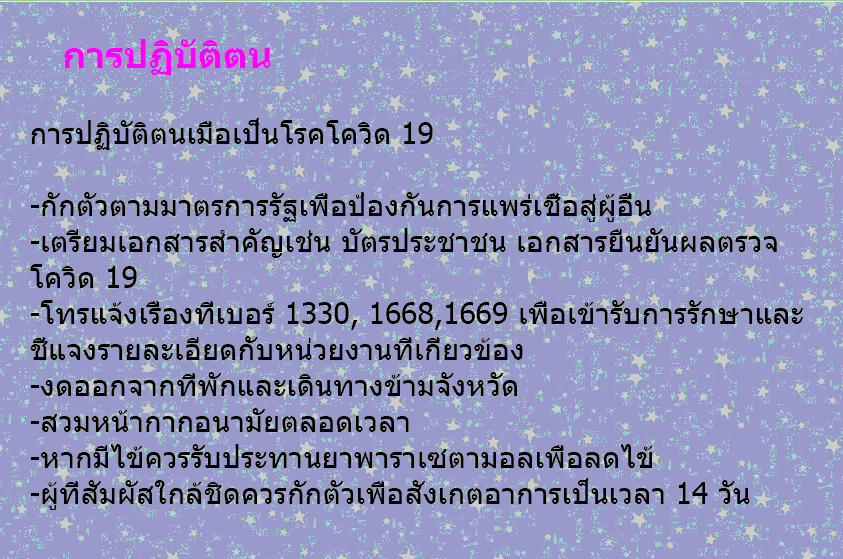 การปฏิบัติตน
การปฏิบัติตนเมื่อเป็นโรคโควิด 19
-กักตัวตามมาตรการรัฐเพื่อป้องกันการแพร่เชื้อสู่ผู้อื่น
-เตรียมเอกสารสำคัญเช่น บัตรประชาชน เอกสารยืนยันผลตรวจ
โควิด 19
-โทรแจ้งเรื่องที่เบอร์ 1330, 1668,1669 เพื่อเข้ารับการรักษาและ
ชี้แจงรายละเอียดกับหน่วยงานที่เกี่ยวข้อง
-งดออกจากที่พักและเดินทางข้ามจังหวัด
-สวมหน้ากากอนามัยตลอดเวลา
-หากมีไข้ควรรับประทานยาพาราเซตามอลเพื่อลดไข้
-ผู้ที่สัมผัสใกล้ชิดควรกักตัวเพื่อสังเกตอาการเป็นเวลา 14 วัน